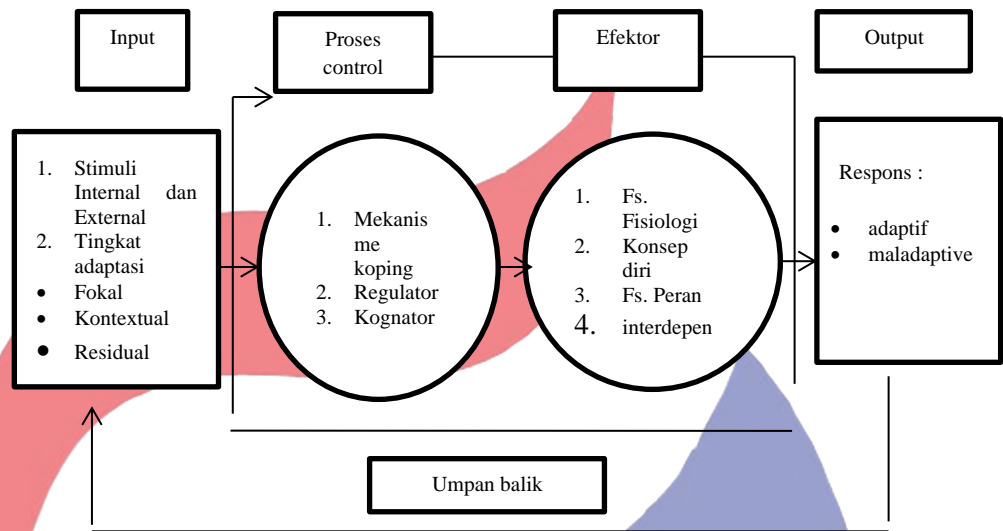 Input
Proses
control
Efektor
Output
1. Stimuli
Internal dan
External
2. Tingkat
adaptasi
• Fokal
• Kontextual
• Residual
1. Mekanis
me
koping
2. Regulator
3. Kognator
1. Fs.
Fisiologi
2. Konsep
diri
3. Fs. Peran
4. interdepen
Respons :
• adaptif
• maladaptive
Umpan balik